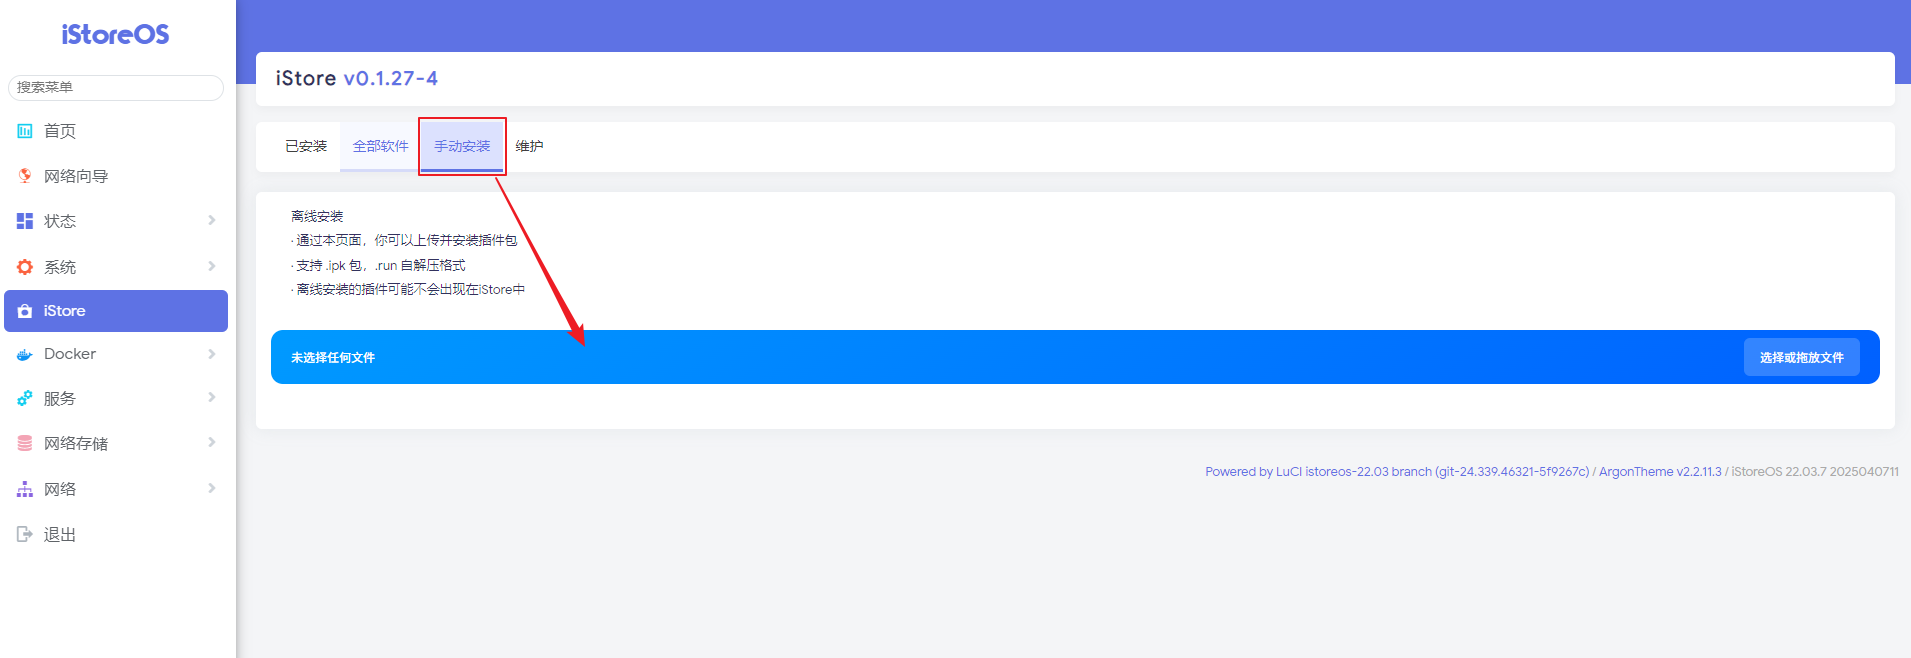 iStoreOS
搜索菜单
首页
网络向导
状态
系统
iStore
Docker
服务
网络存储
网络
退出
iStore v0.1.27-4
已安装 全部软件 手动安装 维护
离线安装
· 通过本页面，你可以上传并安装插件包
· 支持 .ipk 包，.run 自解压格式
· 离线安装的插件可能不会出现在iStore中
未选择任何文件 选择或拖放文件
Powered by LuCI istoreos-22.03 branch (git-24.339.46321-5f9267c) / ArgonTheme v2.2.11.3 / iStoreOS 22.03.7 2025040711